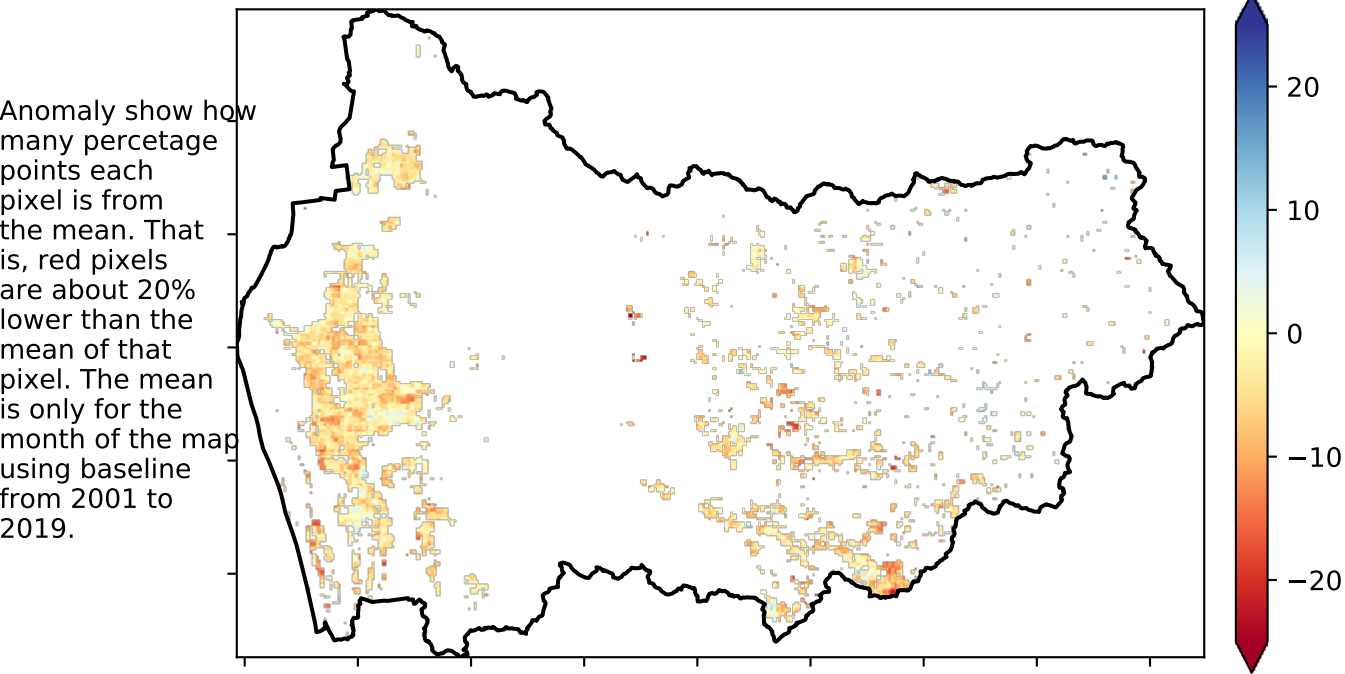 Anomaly show how
many percetage
points each
pixel is from
the mean. That
is, red pixels
are about 20%
lower than the
mean of that
pixel. The mean
is only for the
month of the map
using baseline
from 2001 to
2019.
20
10
0
−10
−20